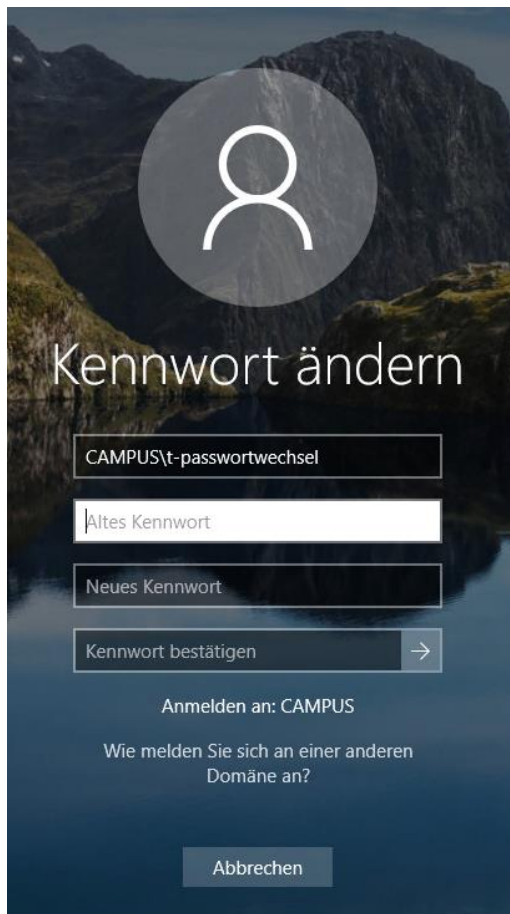 Kennwort ändern
CAMPUS\t-passwortwechsel
Altes Kennwort
Neues Kennwort
Kennwort bestätigen
Anmelden an: CAMPUS
Wie melden Sie sich an einer anderen
Domäne an?
Abbrechen